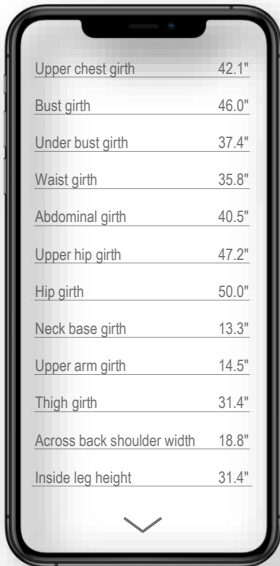 Upper chest girth 42.1"
Bust girth 46.0"
Under bust girth 37.4"
Waist girth 35.8"
Abdominal girth 40.5"
Upper hip girth 47.2"
Hip girth 50.0"
Neck base girth 13.3"
Upper arm girth 14.5"
Thigh girth 31.4"
Across back shoulder width 18.8"
Inside leg height 31.4"